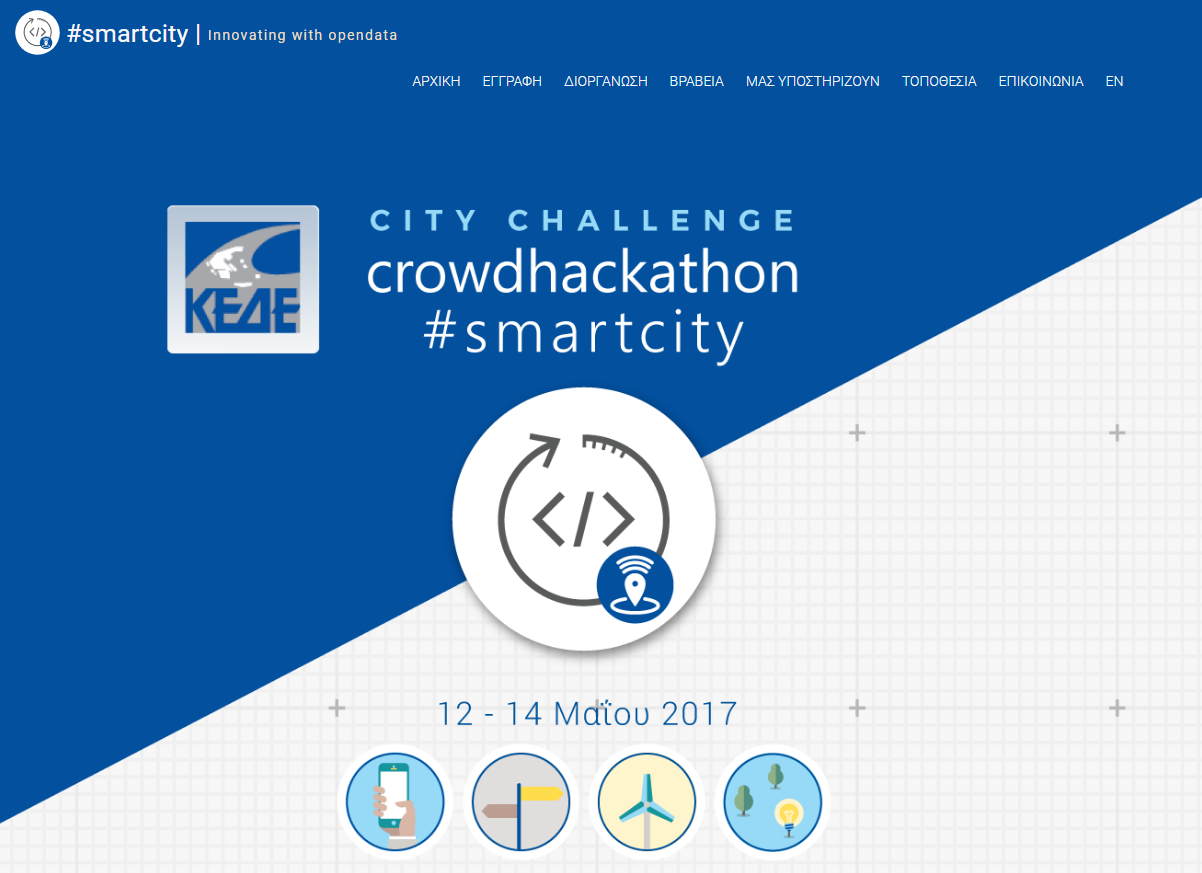 #smartcity | Innovating with opendata
ΑΡΧΙΚΗ ΕΓΓΡΑΦΗ ΔΙΟΡΓΑΝΩΣΗ ΒΡΑΒΕΙΑ ΜΑΣ ΥΠΟΣΤΗΡΙΖΟΥΝ ΤΟΠΟΘΕΣΙΑ ΕΠΙΚΟΙΝΩΝΙΑ EN
ΚΕΔΕ
CITY CHALLENGE
crowdhackathon
#smartcity
</>
12 - 14 Μαΐου 2017